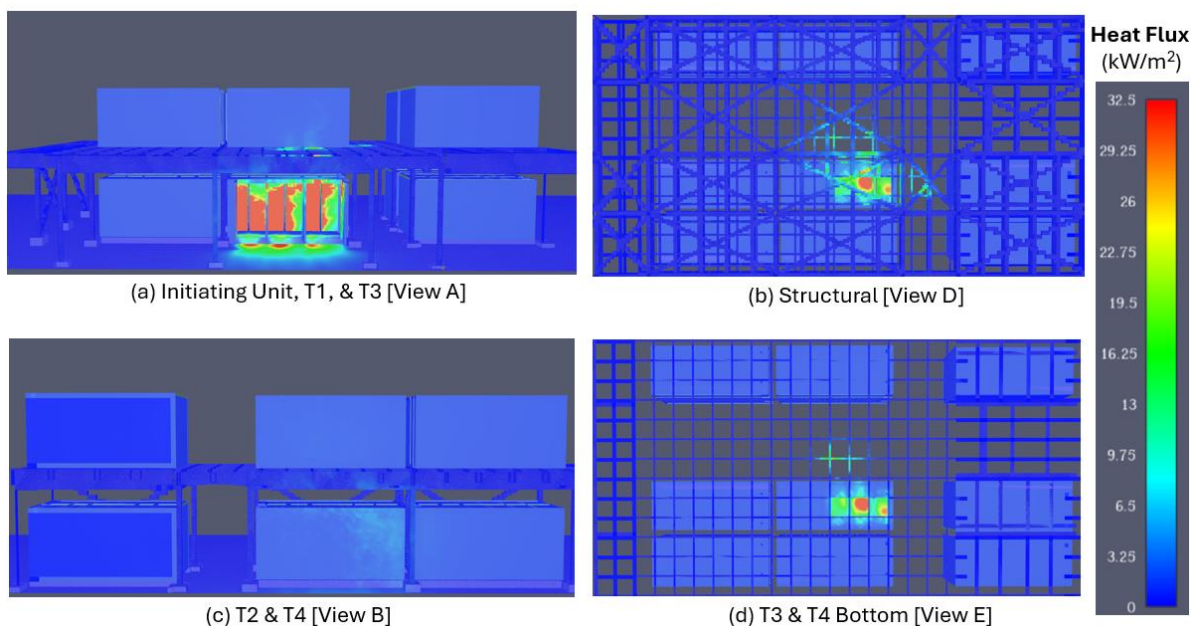 Heat Flux
(kW/m²)
32.5
29.25
26
22.75
19.5
16.25
13
9.75
6.5
3.25
0
(a) Initiating Unit, T1, & T3 [View A]
(b) Structural [View D]
(c) T2 & T4 [View B]
(d) T3 & T4 Bottom [View E]